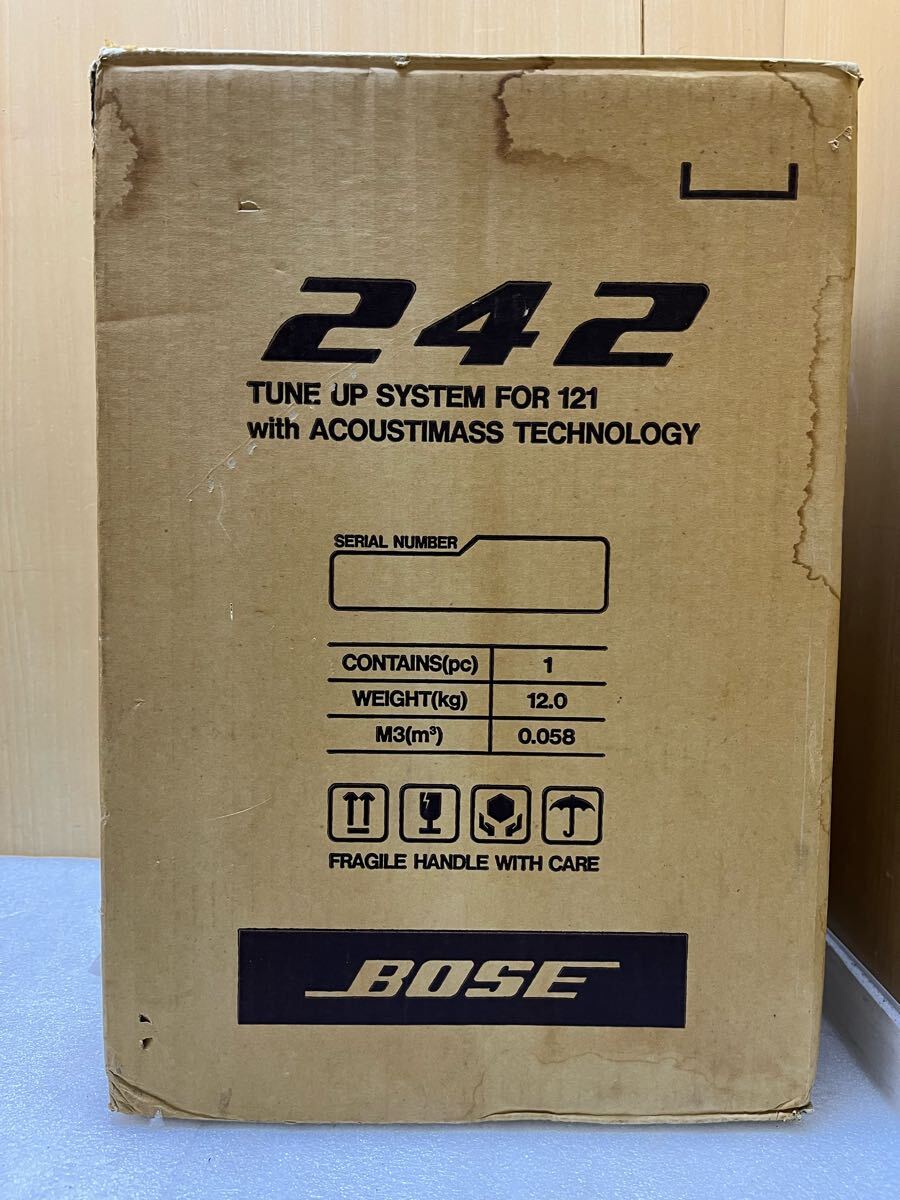 242
TUNE UP SYSTEM FOR 121
with ACOUSTIMASS TECHNOLOGY
SERIAL NUMBER
CONTAINS(pc) 1
WEIGHT(kg) 12.0
M3(m³) 0.058
FRAGILE HANDLE WITH CARE
BOSE